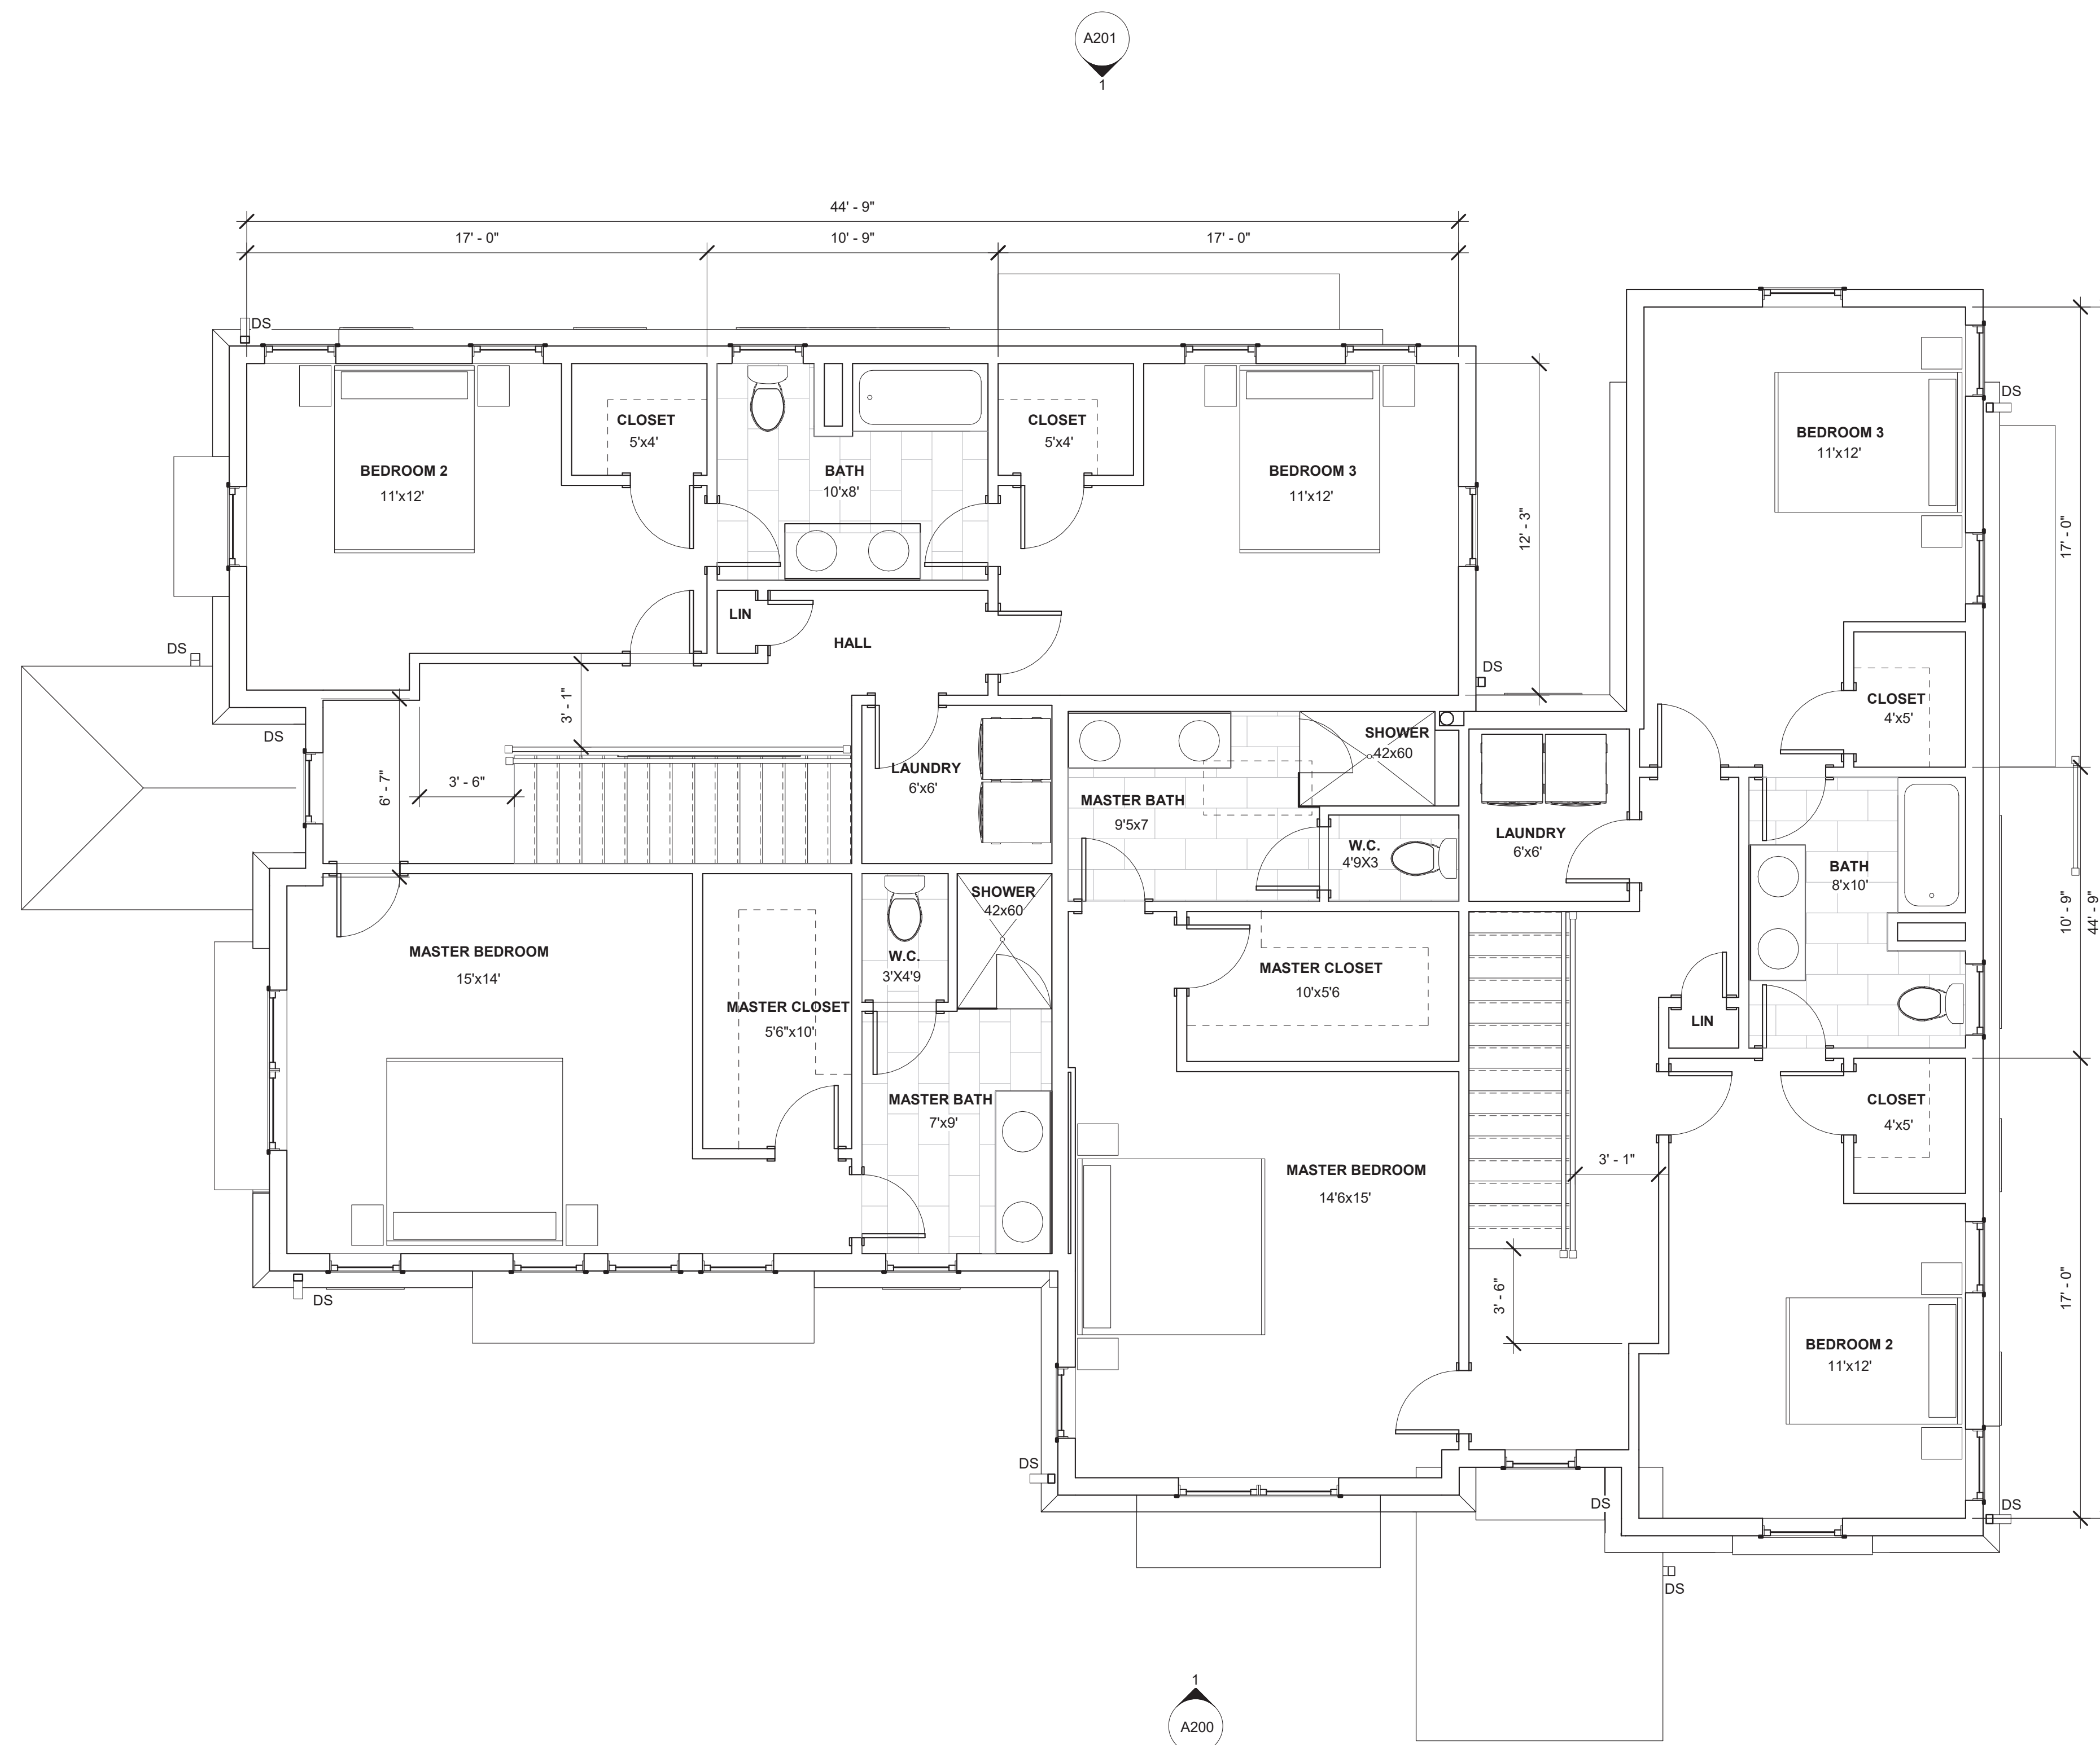 A201
1
44' - 9"
17' - 0"
10' - 9"
17' - 0"
DS
DS
CLOSET
5'x4'
CLOSET
5'x4'
BEDROOM 3
11'x12'
BEDROOM 2
11'x12'
BATH
10'x8'
BEDROOM 3
11'x12'
12' - 3"
17' - 0"
LIN
HALL
DS
DS
3' - 1"
CLOSET
4'x5'
DS
SHOWER
42x60
LAUNDRY
6'x6'
6' - 7"
3' - 6"
MASTER BATH
9'5x7
LAUNDRY
6'x6'
W.C.
4'9X3
BATH
8'x10'
SHOWER
42x60
10' - 9"
44' - 9"
MASTER BEDROOM
15'x14'
W.C.
3'X4'9
MASTER CLOSET
10'x5'6
MASTER CLOSET
5'6"x10'
LIN
MASTER BATH
7'x9'
CLOSET
4'x5'
MASTER BEDROOM
14'6x15'
3' - 1"
3' - 6"
17' - 0"
DS
BEDROOM 2
11'x12'
DS
DS
DS
DS
1
A200